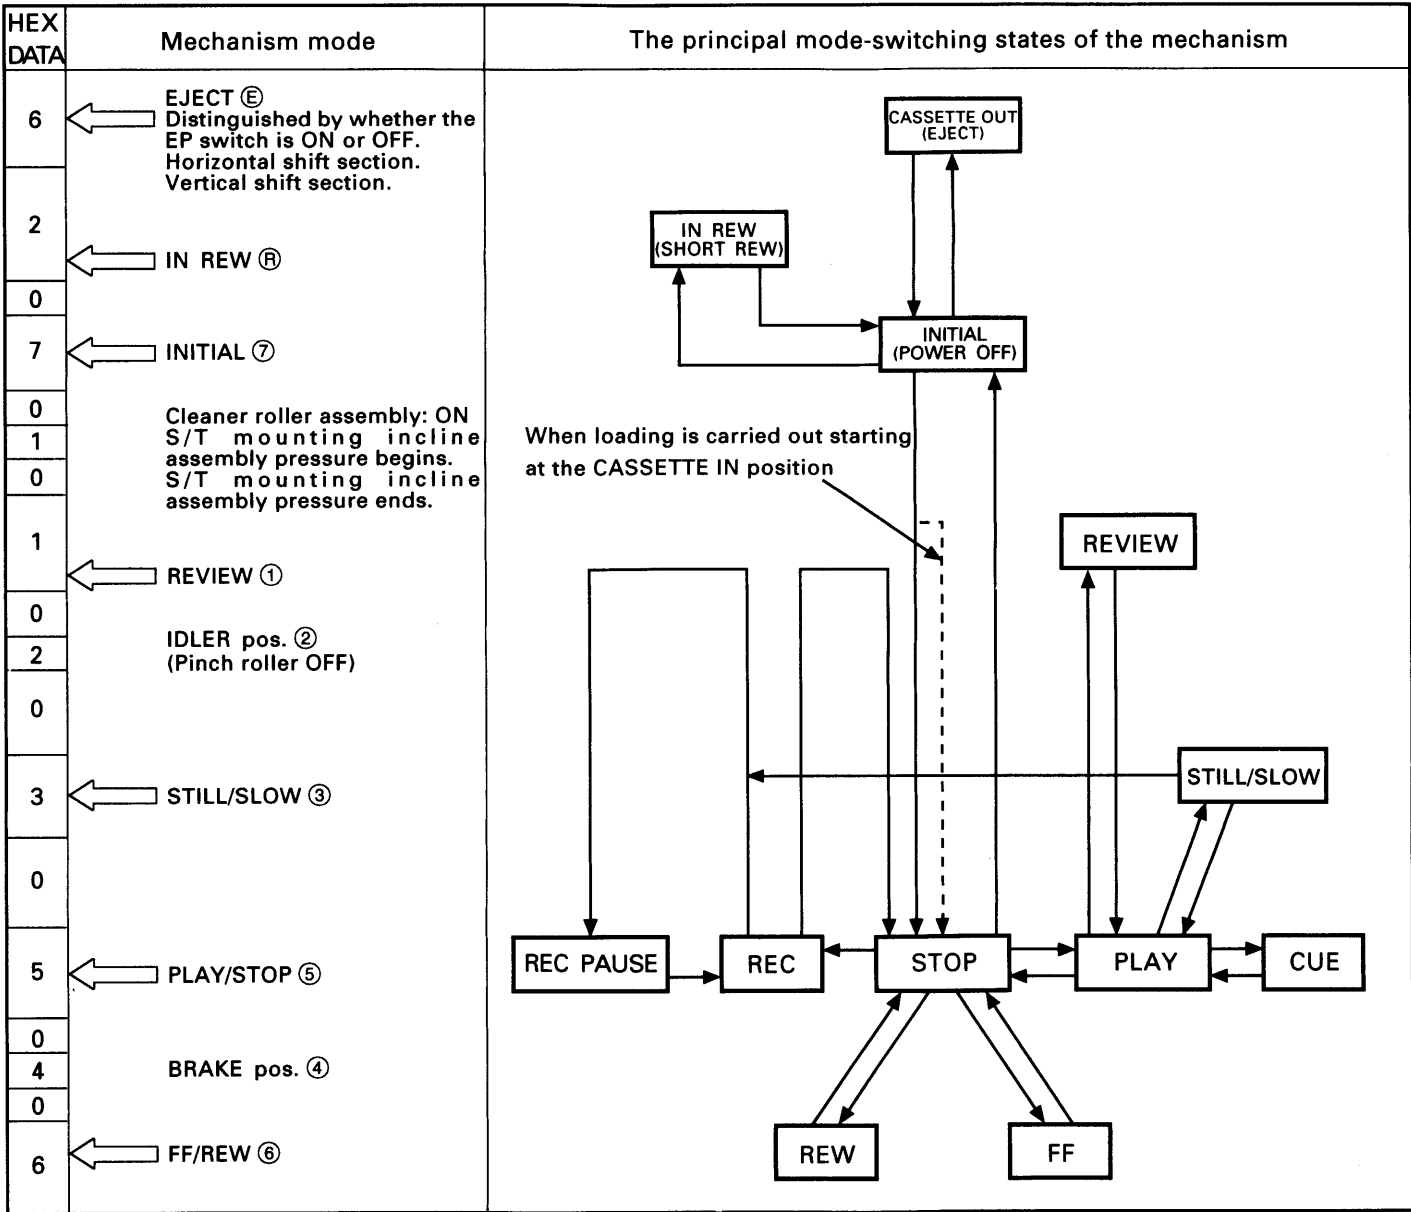 HEX
DATA
Mechanism mode
The principal mode-switching states of the mechanism
6
EJECT Ⓔ
Distinguished by whether the
EP switch is ON or OFF.
Horizontal shift section.
Vertical shift section.
2
IN REW Ⓡ
0
7
INITIAL ⑦
0
1
0
Cleaner roller assembly: ON
S/T mounting incline
assembly pressure begins.
S/T mounting incline
assembly pressure ends.
1
REVIEW ①
0
2
IDLER pos. ②
(Pinch roller OFF)
0
3
STILL/SLOW ③
0
5
PLAY/STOP ⑤
0
4
BRAKE pos. ④
0
6
FF/REW ⑥
CASSETTE OUT
(EJECT)
IN REW
(SHORT REW)
INITIAL
(POWER OFF)
When loading is carried out starting
at the CASSETTE IN position
REVIEW
STILL/SLOW
REC PAUSE
REC
STOP
PLAY
CUE
REW
FF